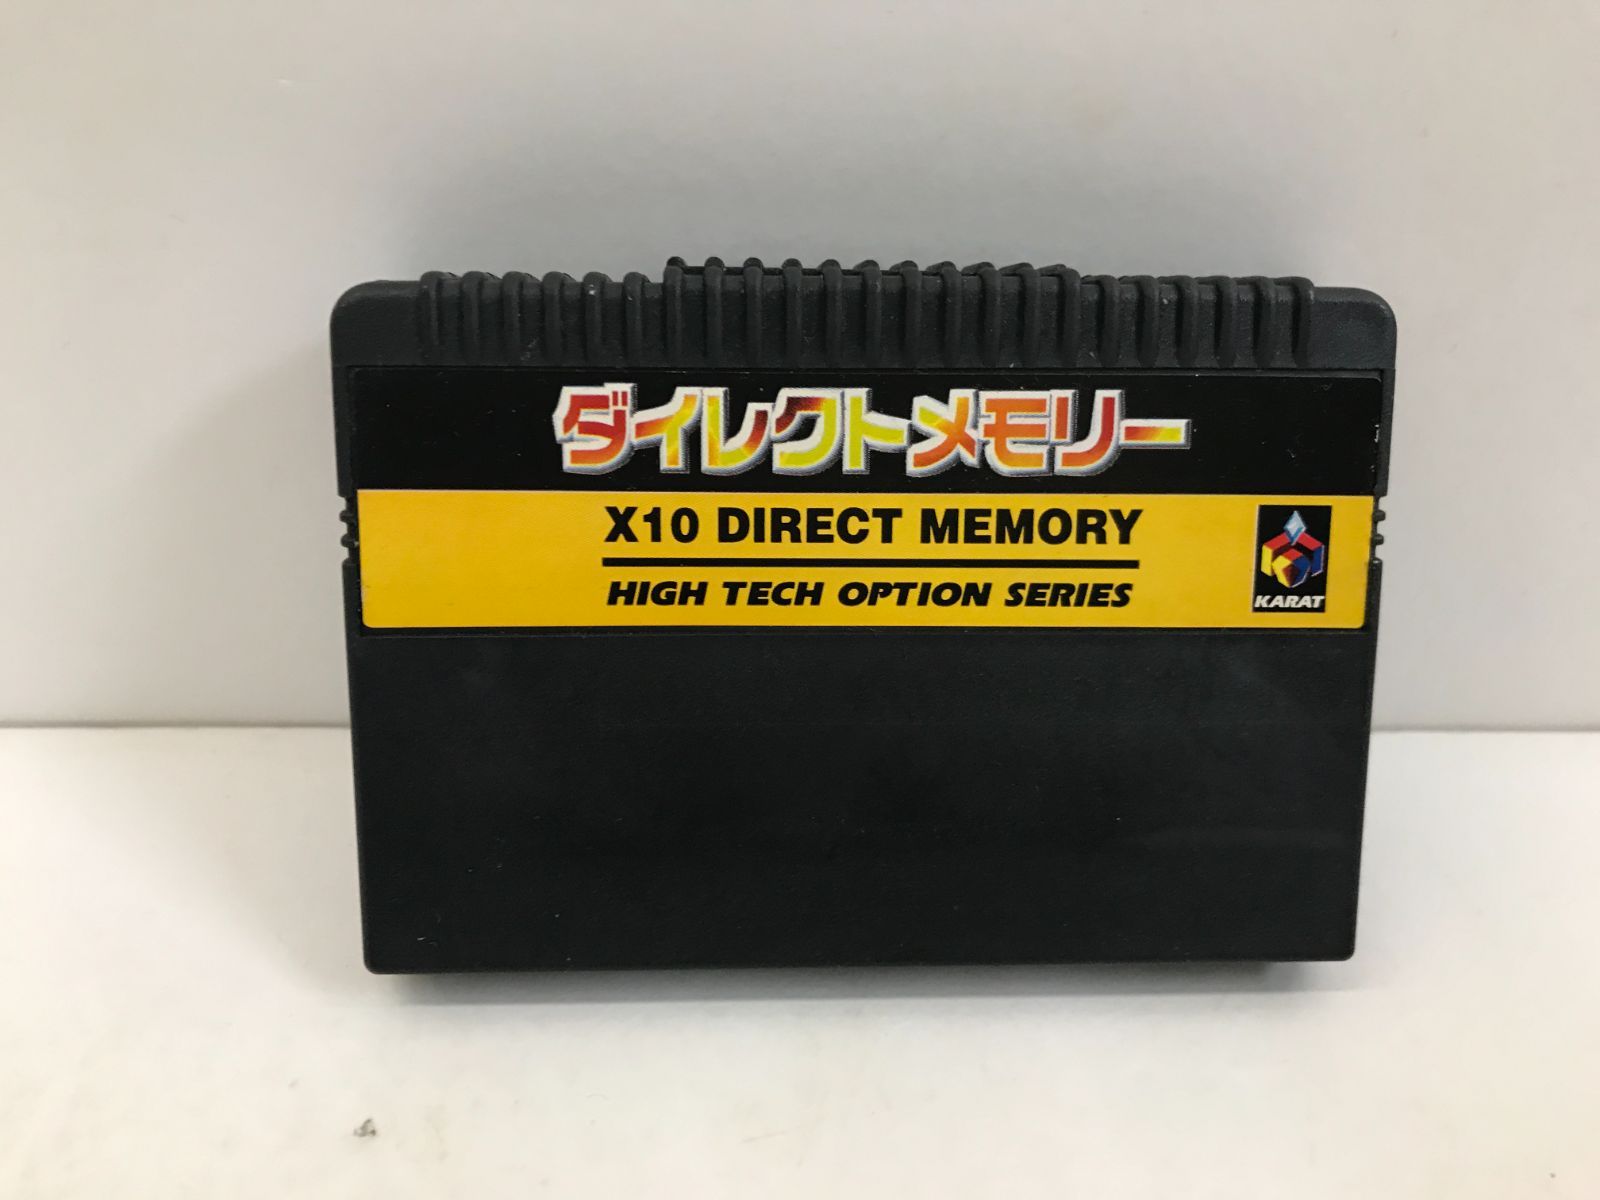 ダイレクトメモリー
X10 DIRECT MEMORY
HIGH TECH OPTION SERIES
KARAT